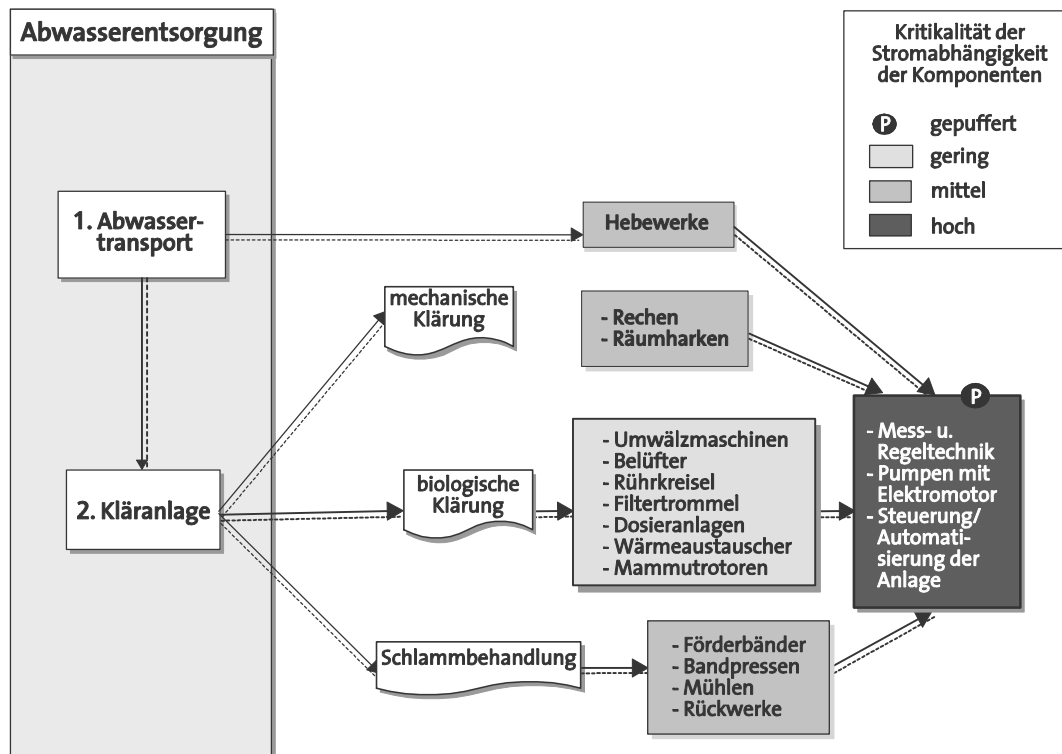 Abwasserentsorgung
Kritikalität der
Stromabhängigkeit
der Komponenten
P gepuffert
gering
mittel
hoch
1. Abwasser-
transport
Hebewerke
mechanische
Klärung
- Rechen
- Räumharken
P
- Mess- u.
Regeltechnik
- Pumpen mit
Elektromotor
- Steuerung/
Automati-
sierung der
Anlage
2. Kläranlage
biologische
Klärung
- Umwälzmaschinen
- Belüfter
- Rührkreisel
- Filtertrommel
- Dosieranlagen
- Wärmeaustauscher
- Mammutrotoren
Schlammbehandlung
- Förderbänder
- Bandpressen
- Mühlen
- Rückwerke